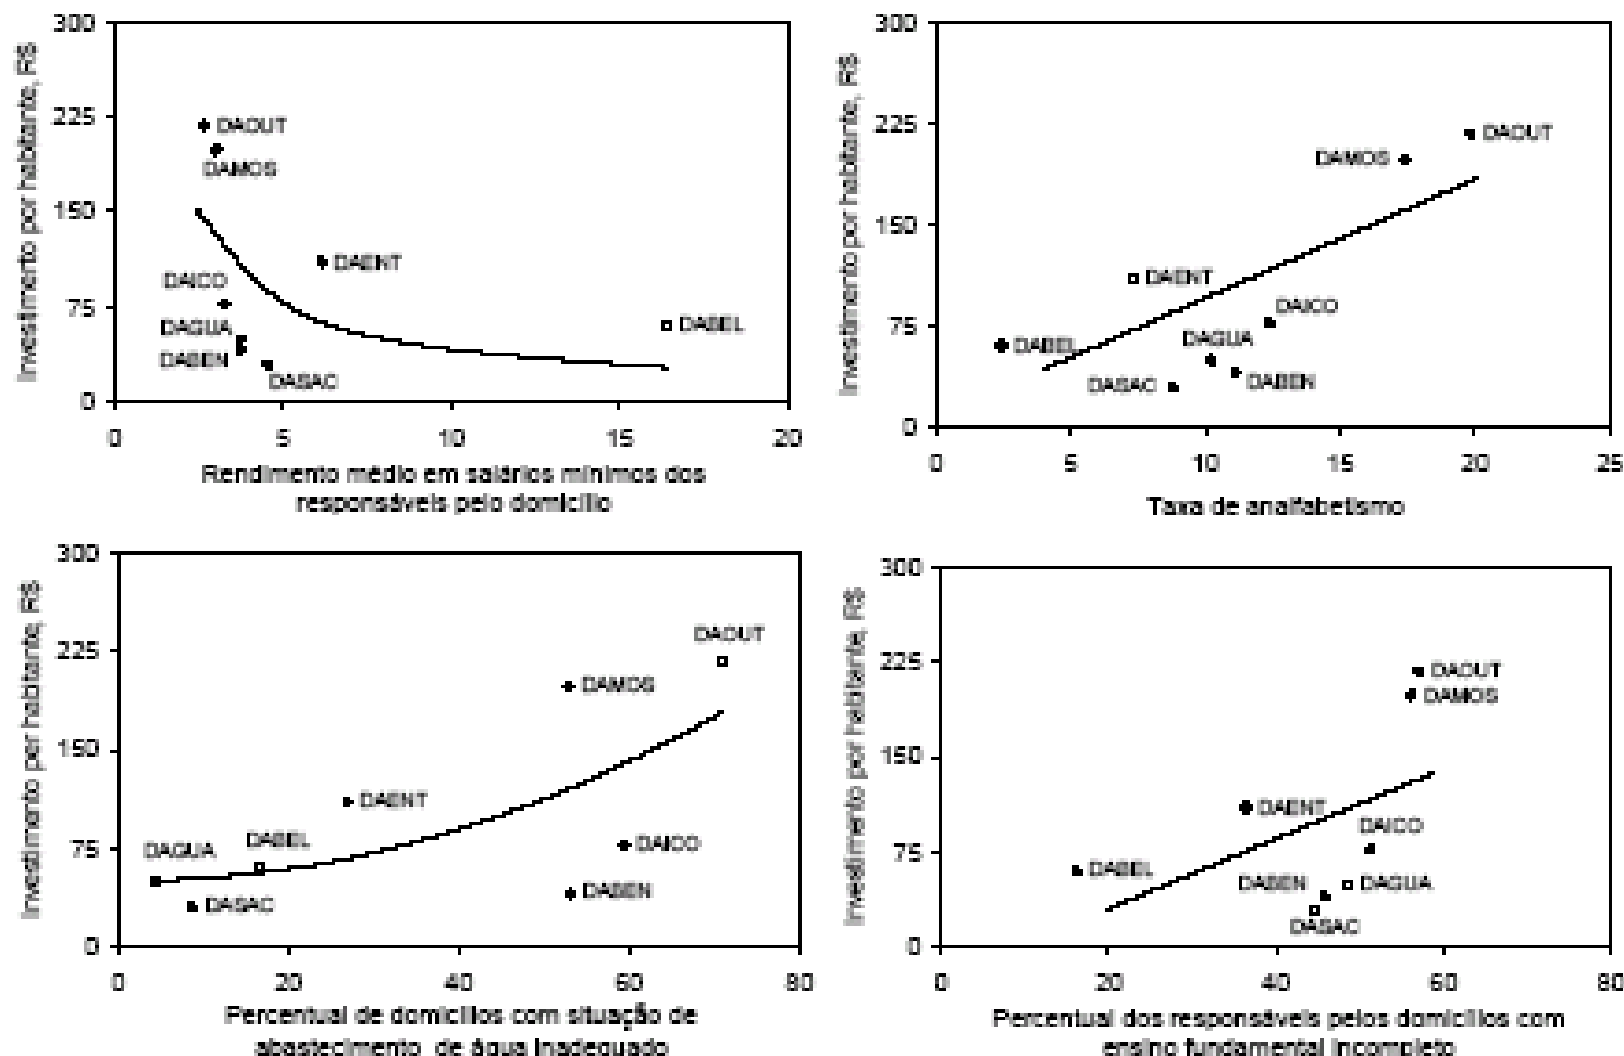 300
225
150
75
0
Investimento por habitante, R$
DAOUT
DAMOS
DAENT
DAICO
DAGUA
DABEN
DASAC
DABEL
0 5 10 15 20
Rendimento médio em salários mínimos dos
responsáveis pelo domicílio
300
225
150
75
0
Investimento por habitante, R$
DAOUT
DAMOS
DAENT
DAICO
DABEL
DAGUA
DASAC
DABEN
0 5 10 15 20 25
Taxa de analfabetismo
300
225
150
75
0
Investimento per habitante, R$
DAOUT
DAMOS
DAENT
DAGUA
DABEL
DAICO
DASAC
DABEN
0 20 40 60 80
Percentual de domicílios com situação de
abastecimento de água inadequado
300
225
150
75
0
Investimento por habitante, R$
DAOUT
DAMOS
DAENT
DAICO
DABEL
DABEN
DAGUA
DASAC
0 20 40 60 80
Percentual dos responsáveis pelos domicílios com
ensino fundamental incompleto